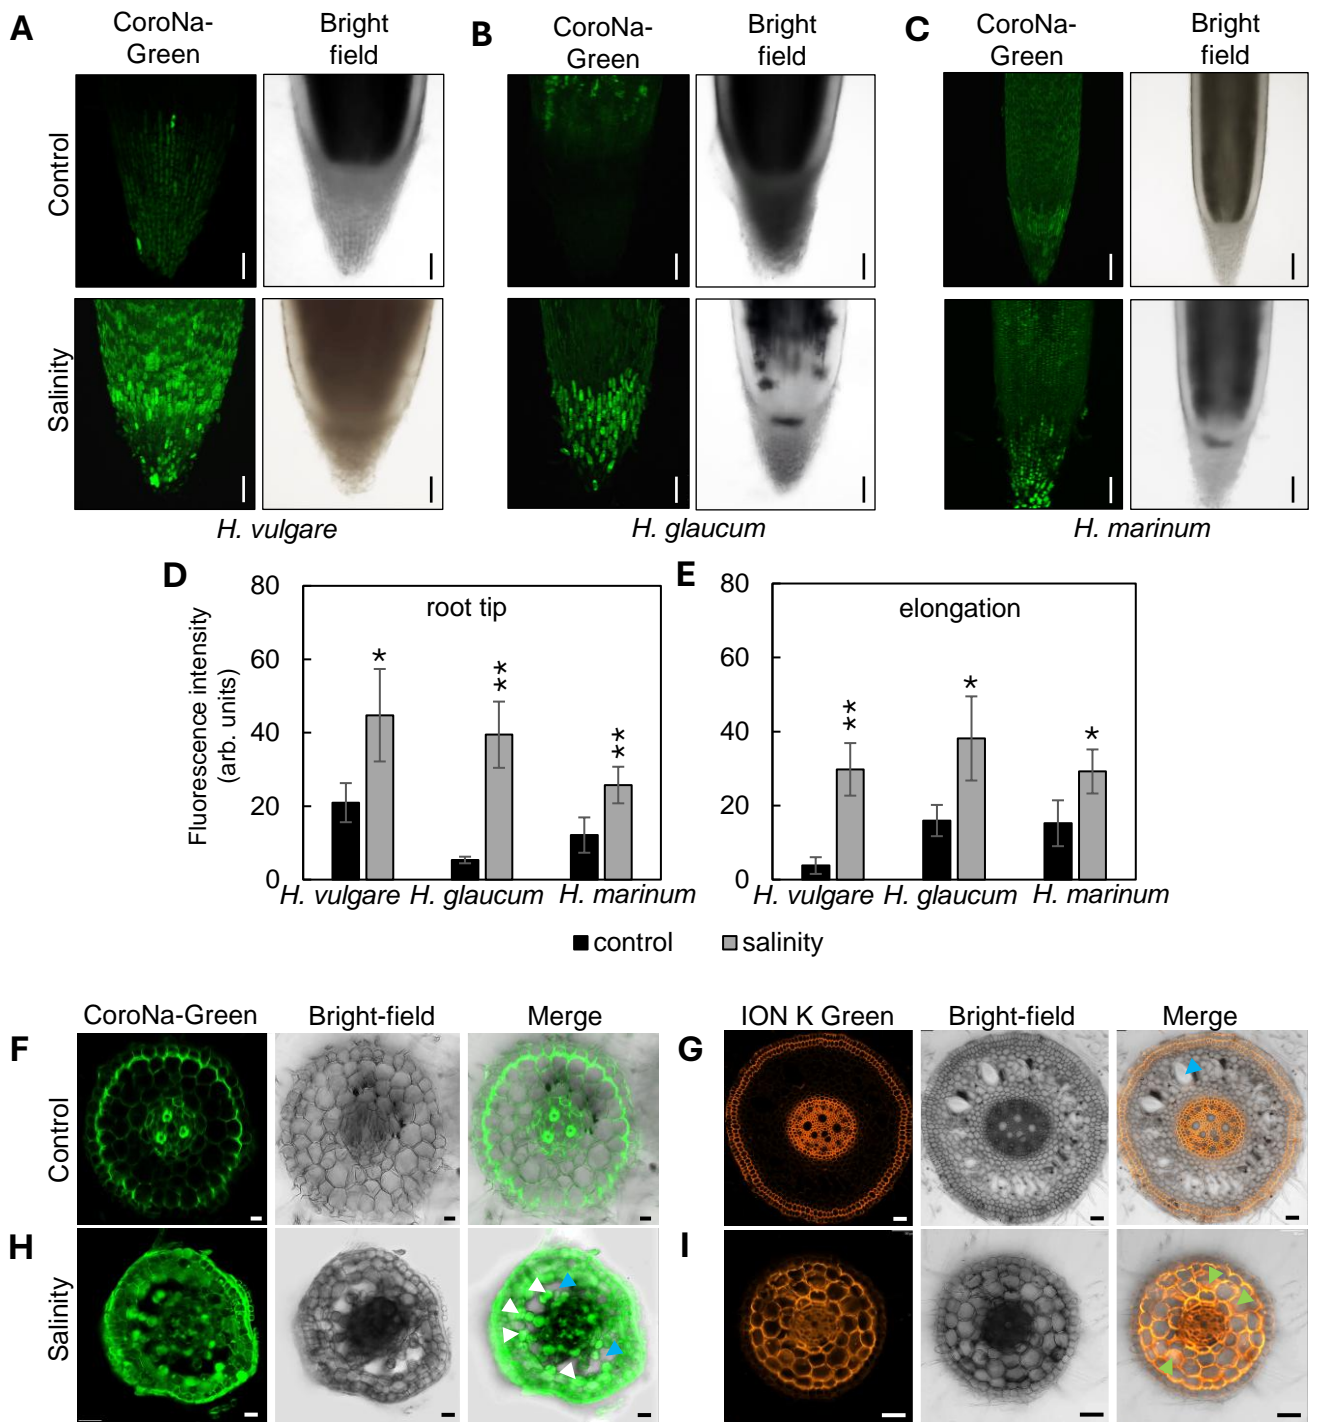 A
CoroNa-
Green
Bright
field
B
CoroNa-
Green
Bright
field
C
CoroNa-
Green
Bright
field
Control
Salinity
H. vulgare
H. glaucum
H. marinum
D
Fluorescence intensity
(arb. units)
80
60
40
20
0
root tip
*
**
**
H. vulgare
H. glaucum
H. marinum
E
80
60
40
20
0
elongation
**
*
*
H. vulgare
H. glaucum
H. marinum
control
salinity
CoroNa-Green
Bright-field
Merge
ION K Green
Bright-field
Merge
F
G
Control
H
I
Salinity